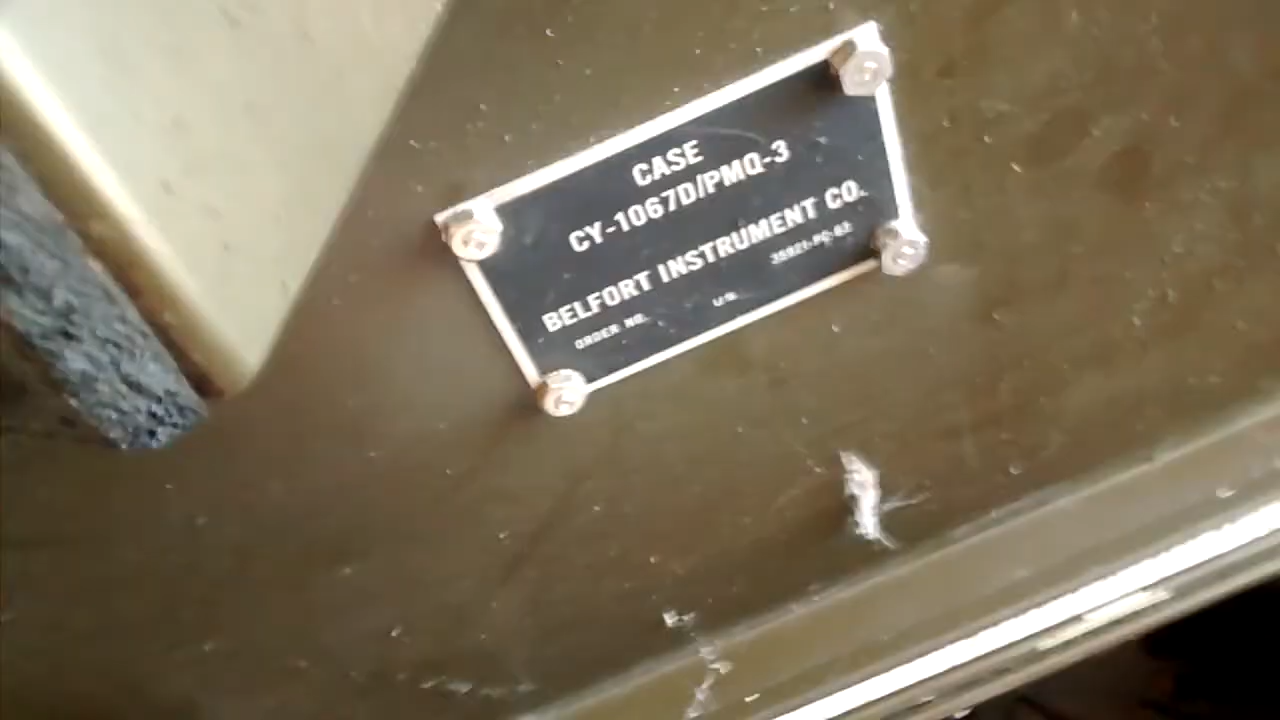 CASE
CY-1067D/PMQ-3
BELFORT INSTRUMENT CO.
ORDER NO.